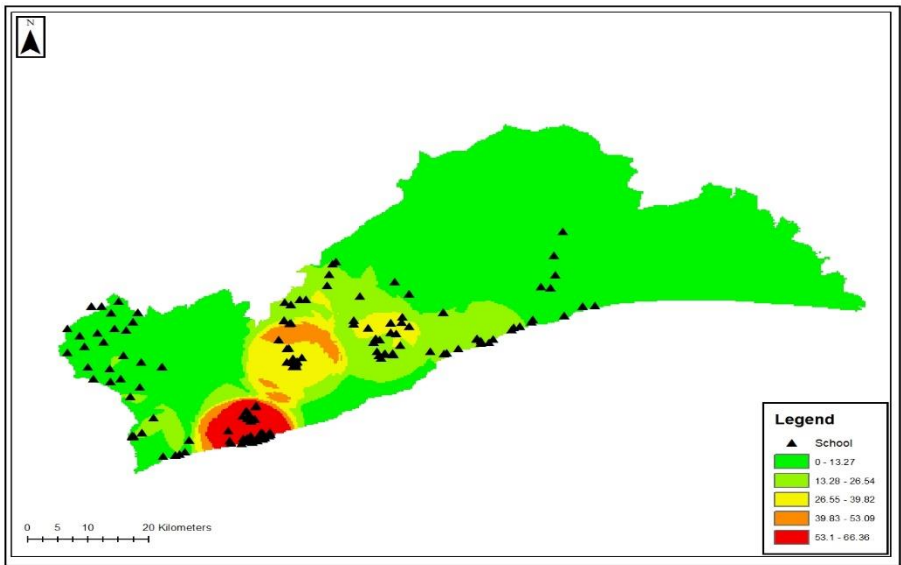 N
Legend
School
0 - 13.27
13.28 - 26.54
26.55 - 39.82
39.83 - 53.09
53.1 - 66.36
0 5 10 20 Kilometers